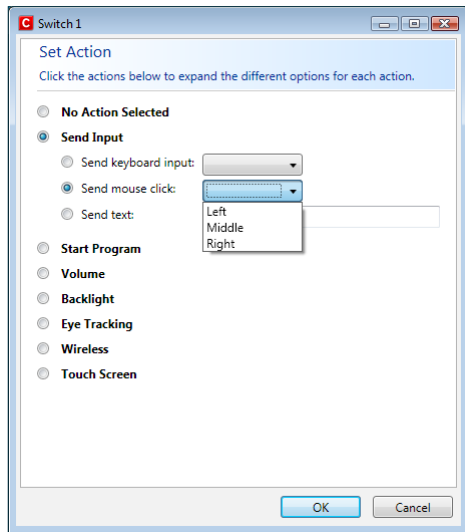 C Switch 1
Set Action
Click the actions below to expand the different options for each action.
No Action Selected
Send Input
Send keyboard input:
Send mouse click:
Left
Middle
Right
Send text:
Start Program
Volume
Backlight
Eye Tracking
Wireless
Touch Screen
OK Cancel